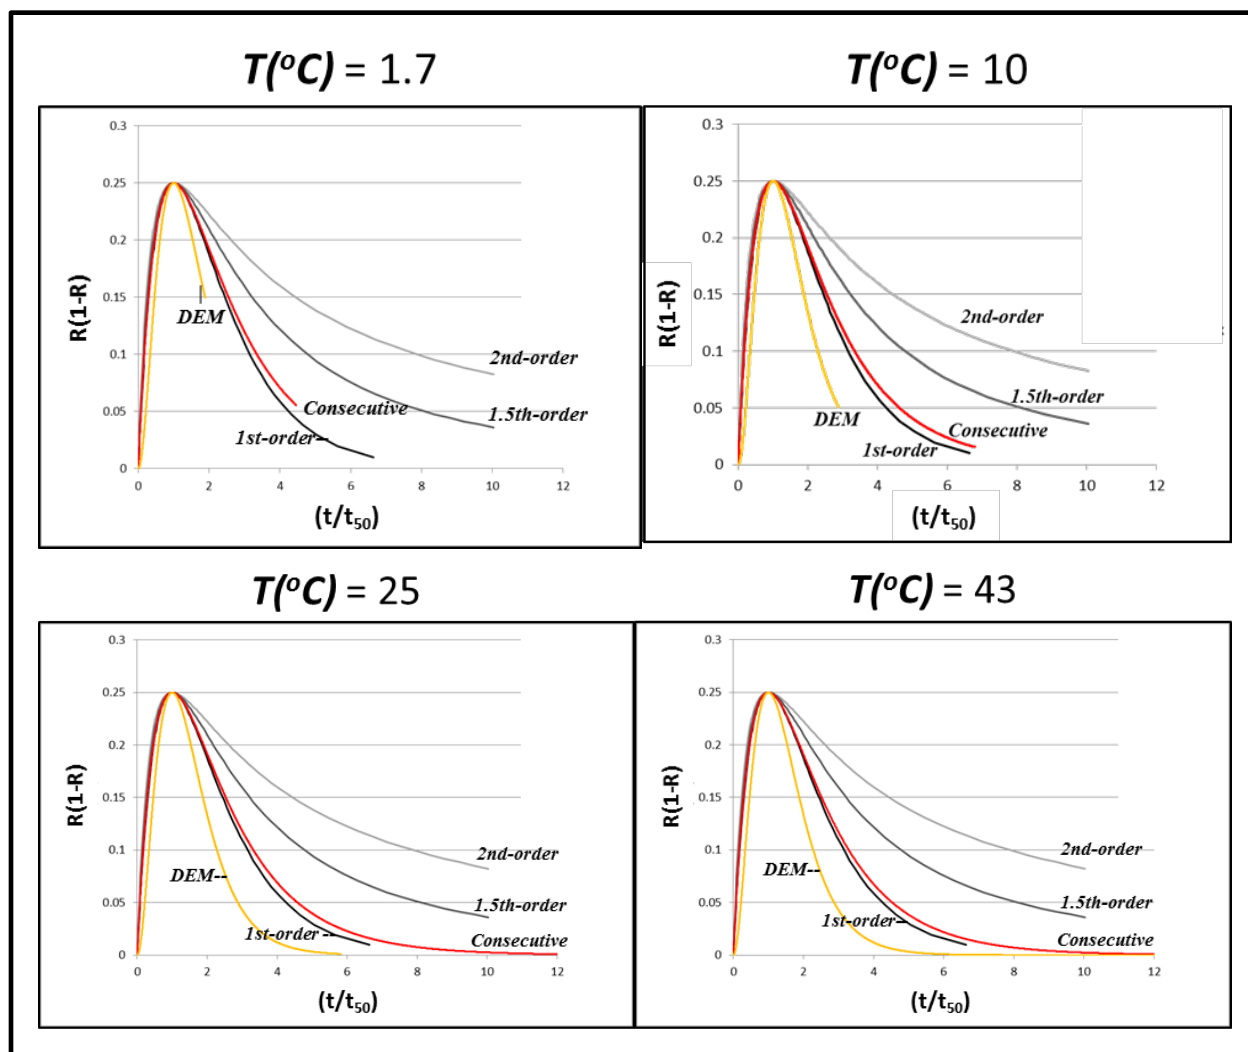 T(°C) = 1.7
0.3
0.25
0.2
0.15
0.1
0.05
0
R(1-R)
DEM
2nd-order
Consecutive
1.5th-order
1st-order--
0 2 4 6 8 10 12
(t/t50)
T(°C) = 10
0.3
0.25
0.2
0.15
0.1
0.05
0
R(1-R)
2nd-order
1.5th-order
DEM
Consecutive
1st-order
0 2 4 6 8 10 12
(t/t50)
T(°C) = 25
0.3
0.25
0.2
0.15
0.1
0.05
0
R(1-R)
2nd-order
DEM--
1.5th-order
1st-order --
Consecutive
0 2 4 6 8 10 12
(t/t50)
T(°C) = 43
0.3
0.25
0.2
0.15
0.1
0.05
0
R(1-R)
2nd-order
DEM--
1.5th-order
1st-order--
Consecutive
0 2 4 6 8 10 12
(t/t50)